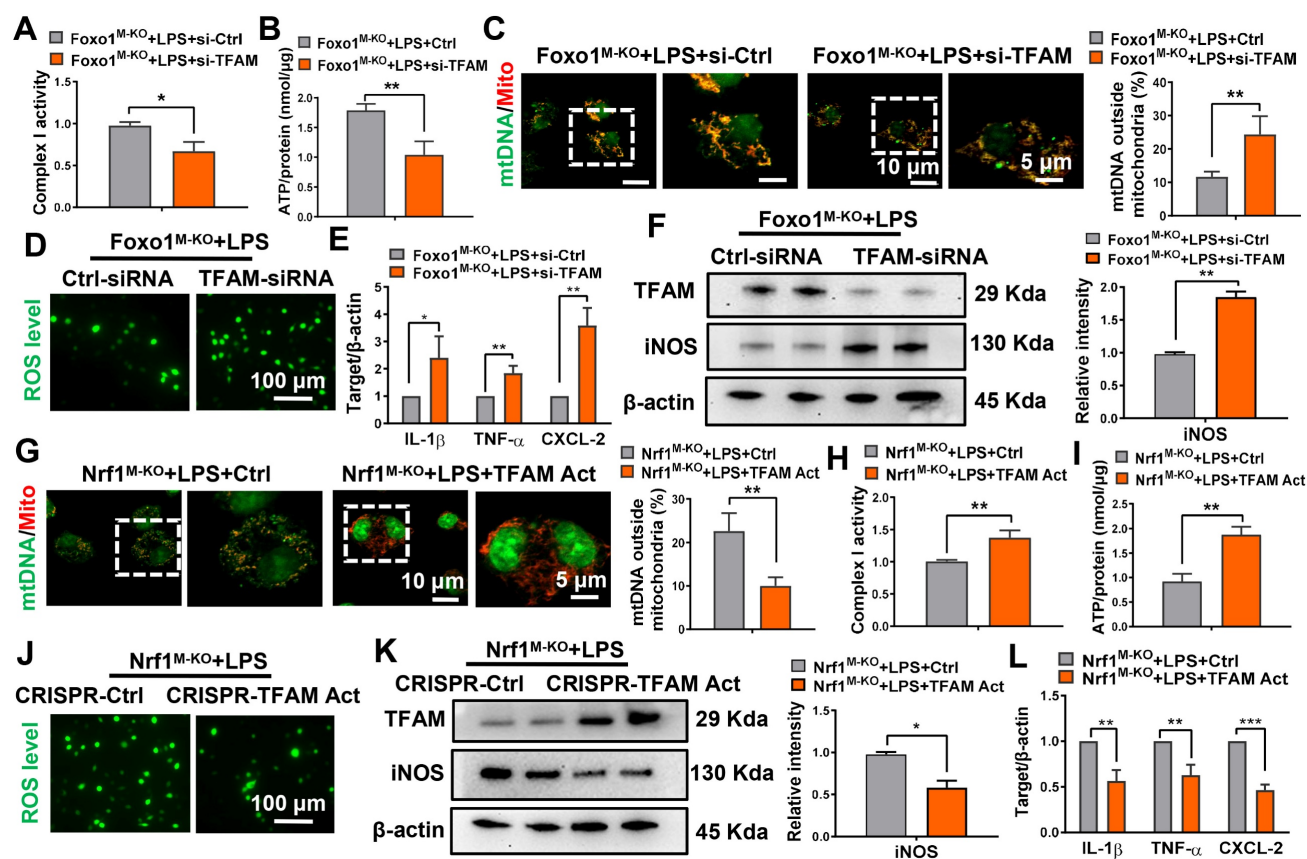 A
Foxo1M-KO+LPS+si-Ctrl
Foxo1M-KO+LPS+si-TFAM
Complex I activity
1.5
1.0
0.5
0.0
*
B
Foxo1M-KO+LPS+Ctrl
Foxo1M-KO+LPS+si-TFAM
ATP/protein (nmol/μg)
2.0
1.5
1.0
0.5
0.0
**
C
Foxo1M-KO+LPS+si-Ctrl
Foxo1M-KO+LPS+si-TFAM
mtDNA/Mito
10 μm
5 μm
Foxo1M-KO+LPS+Ctrl
Foxo1M-KO+LPS+si-TFAM
mtDNA outside
mitochondria (%)
40
30
20
10
0
**
D
Foxo1M-KO+LPS
Ctrl-siRNA
TFAM-siRNA
ROS level
100 μm
E
Foxo1M-KO+LPS+si-Ctrl
Foxo1M-KO+LPS+si-TFAM
Target/β-actin
5
4
3
2
1
0
*
**
**
IL-1β
TNF-α
CXCL-2
F
Foxo1M-KO+LPS
Ctrl-siRNA
TFAM-siRNA
TFAM
29 Kda
iNOS
130 Kda
β-actin
45 Kda
Foxo1M-KO+LPS+si-Ctrl
Foxo1M-KO+LPS+si-TFAM
Relative intensity
2.0
1.5
1.0
0.5
0.0
**
iNOS
G
Nrf1M-KO+LPS+Ctrl
Nrf1M-KO+LPS+TFAM Act
mtDNA/Mito
10 μm
5 μm
Nrf1M-KO+LPS+Ctrl
Nrf1M-KO+LPS+TFAM Act
mtDNA outside
mitochondria (%)
30
20
10
0
**
H
Nrf1M-KO+LPS+Ctrl
Nrf1M-KO+LPS+TFAM Act
Complex I activity
2.0
1.5
1.0
0.5
0.0
**
I
Nrf1M-KO+LPS+Ctrl
Nrf1M-KO+LPS+TFAM Act
ATP/protein (nmol/μg)
2.5
2.0
1.5
1.0
0.5
0.0
**
J
Nrf1M-KO+LPS
CRISPR-Ctrl
CRISPR-TFAM Act
ROS level
100 μm
K
Nrf1M-KO+LPS
CRISPR-Ctrl
CRISPR-TFAM Act
TFAM
29 Kda
iNOS
130 Kda
β-actin
45 Kda
Nrf1M-KO+LPS+Ctrl
Nrf1M-KO+LPS+TFAM Act
Relative intensity
1.5
1.0
0.5
0.0
*
iNOS
L
Nrf1M-KO+LPS+Ctrl
Nrf1M-KO+LPS+TFAM Act
Target/β-actin
1.5
1.0
0.5
0.0
**
**
***
IL-1β
TNF-α
CXCL-2